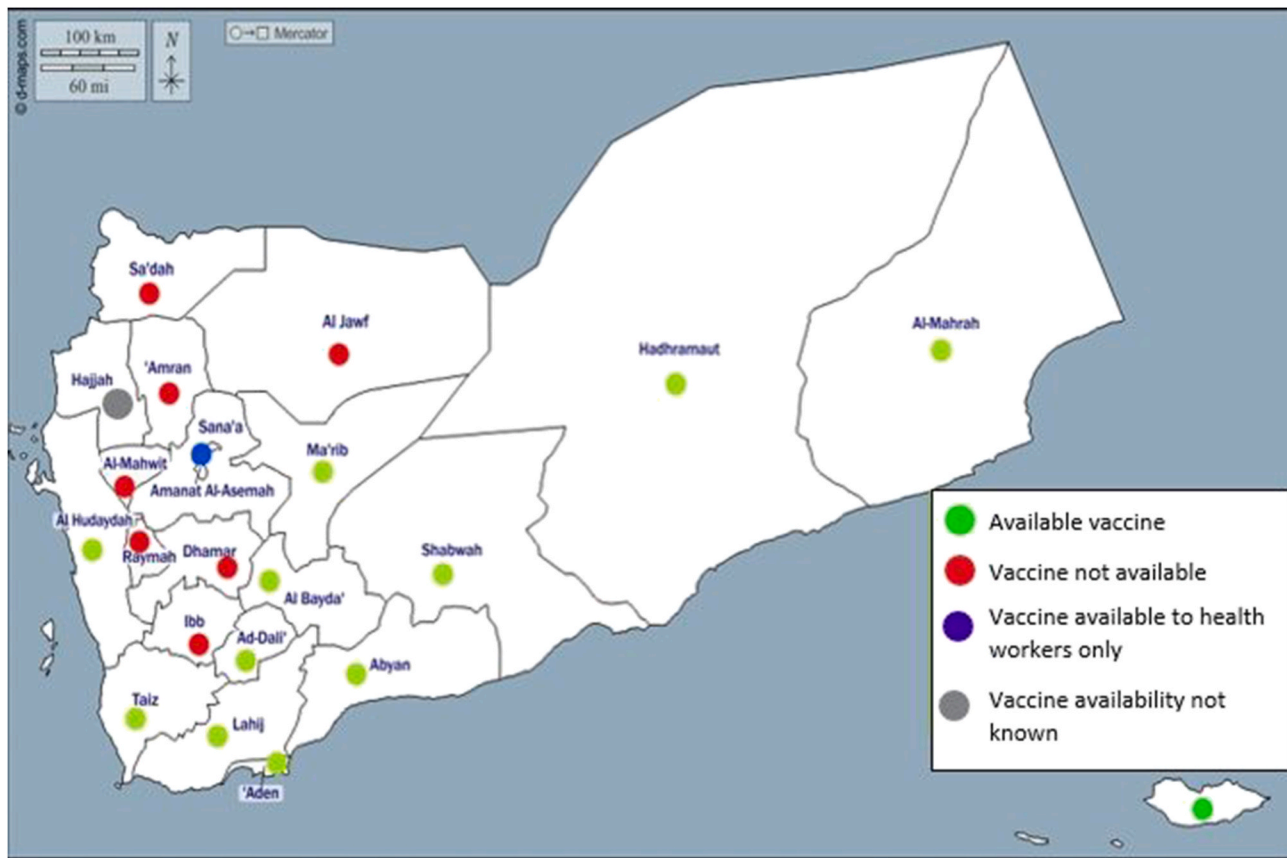 © d-maps.com
100 km
60 mi
N
Mercator
Sa'dah
Al Jawf
Al-Mahrah
Hadhramaut
'Amran
Hajjah
Sana'a
Ma'rib
Al-Mahwit
Amanat Al-Asemah
Al Hudaydah
Raymah
Dhamar
Shabwah
Al Bayda'
Ibb
Ad-Dali'
Abyan
Taiz
Lahij
'Aden
Available vaccine
Vaccine not available
Vaccine available to health
workers only
Vaccine availability not
known